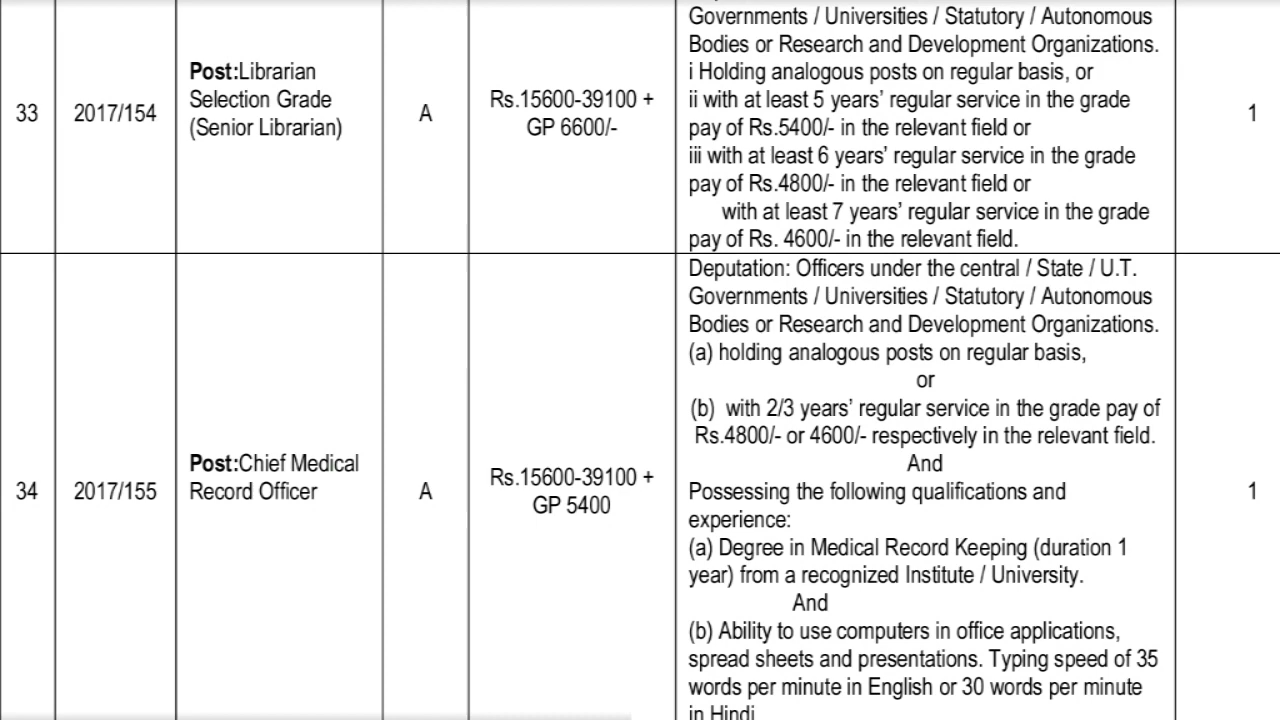 Governments / Universities / Statutory / Autonomous
Bodies or Research and Development Organizations.
i Holding analogous posts on regular basis, or
ii with at least 5 years’ regular service in the grade
pay of Rs.5400/- in the relevant field or
iii with at least 6 years’ regular service in the grade
pay of Rs.4800/- in the relevant field or
with at least 7 years’ regular service in the grade
pay of Rs. 4600/- in the relevant field.
33
2017/154
Post:Librarian
Selection Grade
(Senior Librarian)
A
Rs.15600-39100 +
GP 6600/-
1
34
2017/155
Post:Chief Medical
Record Officer
A
Rs.15600-39100 +
GP 5400
Deputation: Officers under the central / State / U.T.
Governments / Universities / Statutory / Autonomous
Bodies or Research and Development Organizations.
(a) holding analogous posts on regular basis,
or
(b) with 2/3 years’ regular service in the grade pay of
Rs.4800/- or 4600/- respectively in the relevant field.
And
Possessing the following qualifications and
experience:
(a) Degree in Medical Record Keeping (duration 1
year) from a recognized Institute / University.
And
(b) Ability to use computers in office applications,
spread sheets and presentations. Typing speed of 35
words per minute in English or 30 words per minute
in Hindi
1